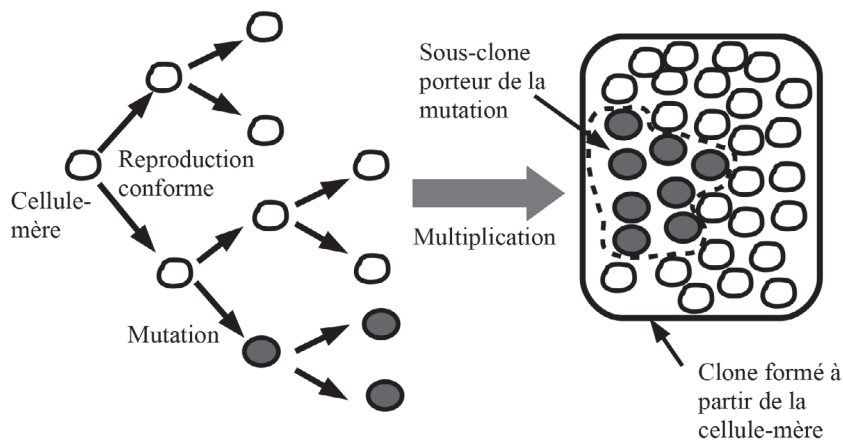 Sous-clone
porteur de la
mutation
Reproduction
conforme
Cellule-
mère
Multiplication
Mutation
Clone formé à
partir de la
cellule-mère